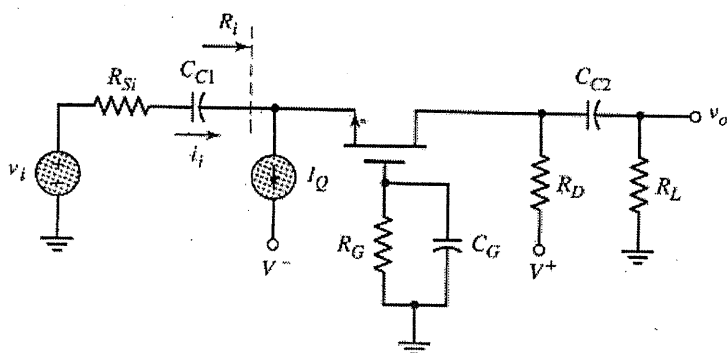 R_i
R_Si
C_C1
C_C2
v_o
i_i
v_i
I_Q
R_D
R_L
R_G
C_G
V^-
V^+